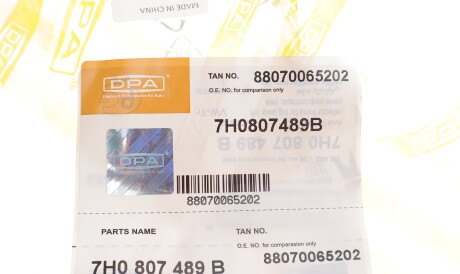 MADE IN CHINA
DPA
TAN NO. 88070065202
O.E. NO. for comparison only
7H0807489B
DPA
88070065202
PARTS NAME
TAN NO.
O.E. NO. for comparison only
88070065202
7H0 807 489 B
7H0 807 489 B